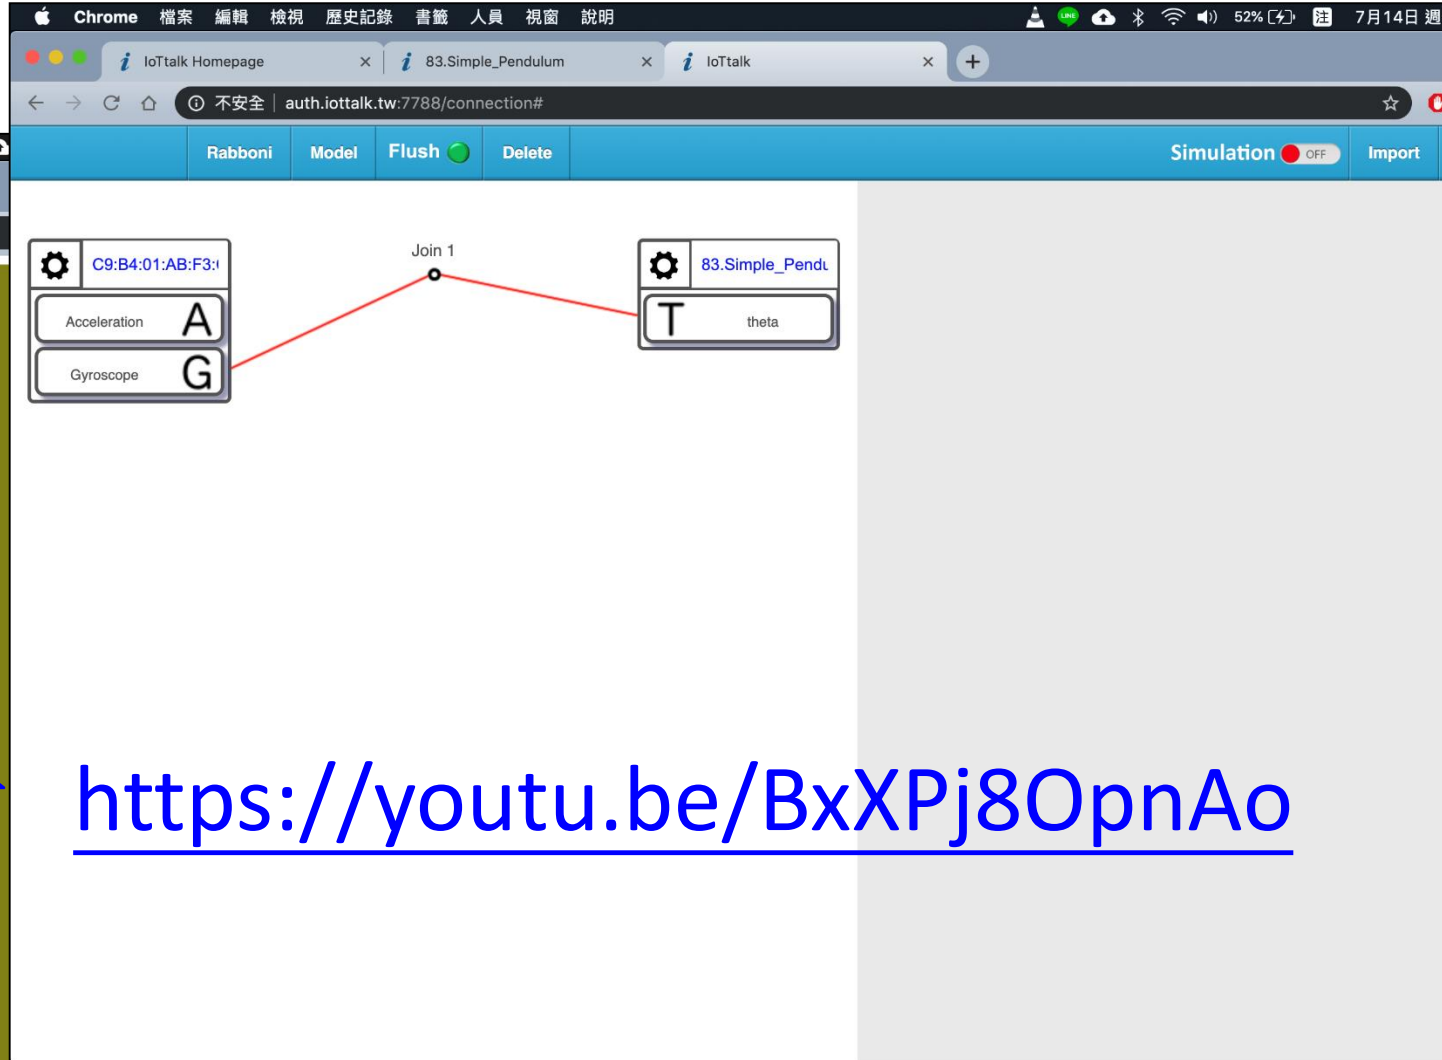 Chrome 檔案 編輯 檢視 歷史記錄 書籤 人員 視窗 說明 LINE 52% 注 7月14日 週
IoTtalk Homepage 83.Simple_Pendulum IoTtalk
不安全 | auth.iottalk.tw:7788/connection#
Rabboni Model Flush Delete Simulation OFF Import
Join 1
C9:B4:01:AB:F3: 83.Simple_Pendu
Acceleration A T theta
Gyroscope G
https://youtu.be/BxXPj8OpnAo